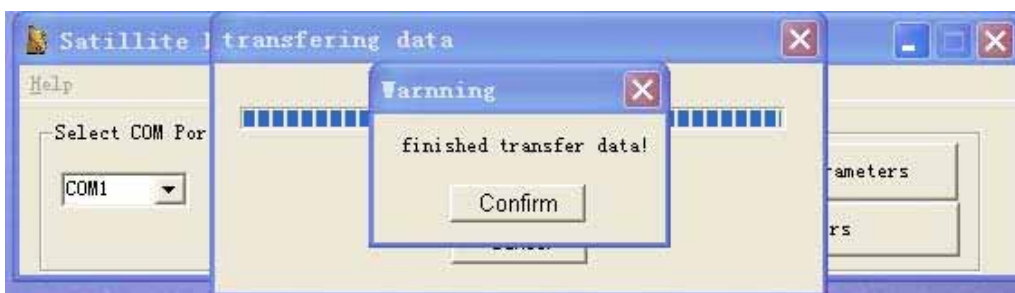 Satillite
transfering data
Help
Warnning
Select COM Por
finished transfer data!
COM1
rameters
Confirm
rs